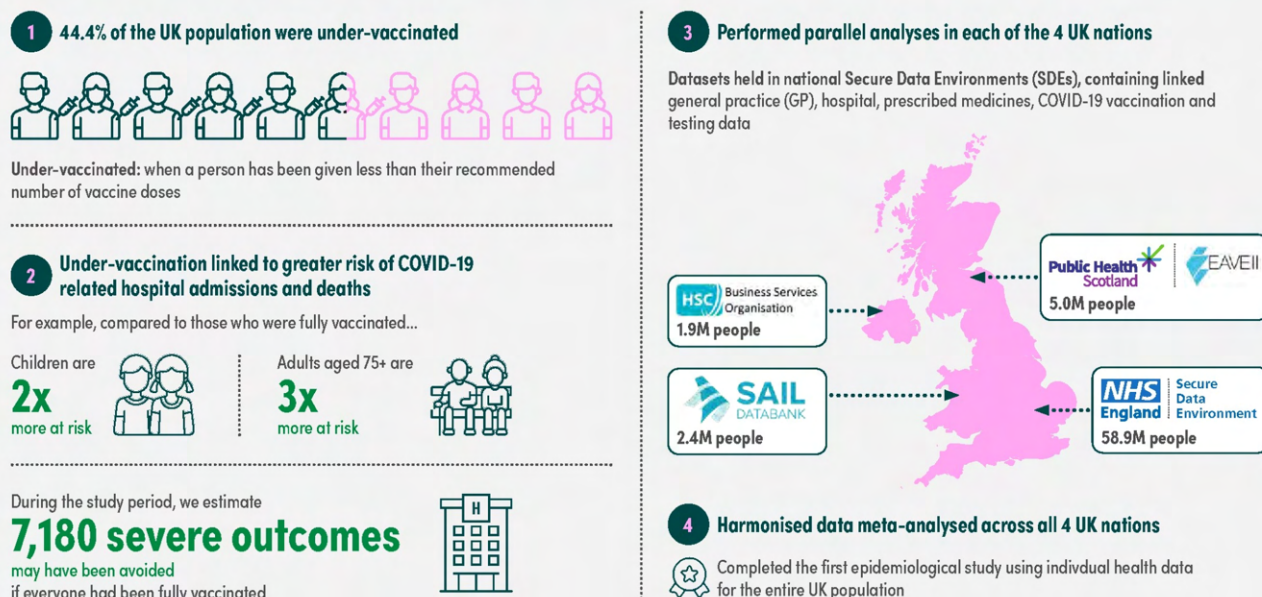 1 44.4% of the UK population were under-vaccinated
Under-vaccinated: when a person has been given less than their recommended
number of vaccine doses
2 Under-vaccination linked to greater risk of COVID-19
related hospital admissions and deaths
For example, compared to those who were fully vaccinated...
Children are
2x
more at risk
Adults aged 75+ are
3x
more at risk
During the study period, we estimate
7,180 severe outcomes
may have been avoided
if everyone had been fully vaccinated
H
3 Performed parallel analyses in each of the 4 UK nations
Datasets held in national Secure Data Environments (SDEs), containing linked
general practice (GP), hospital, prescribed medicines, COVID-19 vaccination and
testing data
Public Health
Scotland
EAVEII
5.0M people
HSC Business Services
Organisation
1.9M people
SAIL
DATABANK
2.4M people
NHS
England
Secure
Data
Environment
58.9M people
4 Harmonised data meta-analysed across all 4 UK nations
Completed the first epidemiological study using indivdual health data
for the entire UK population